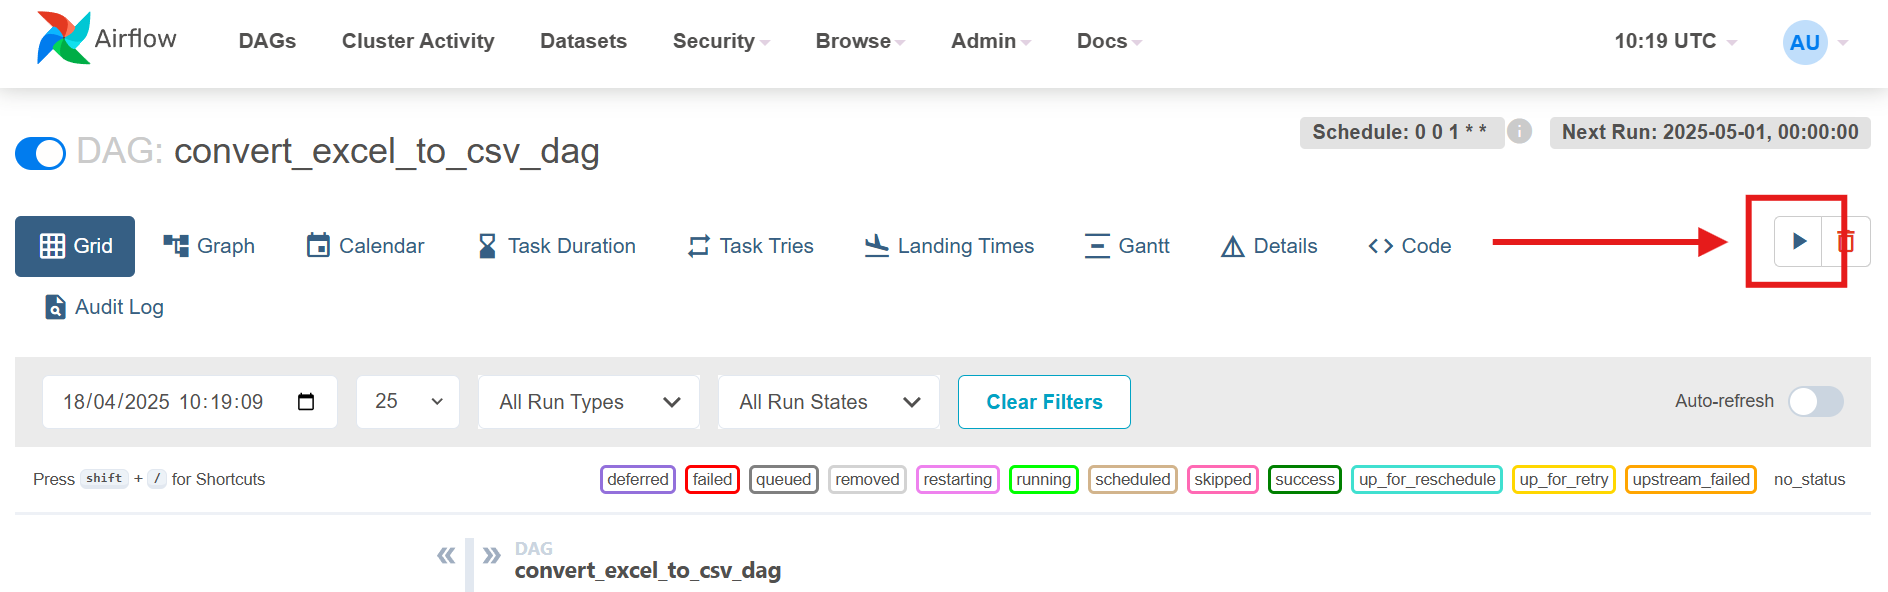 Airflow DAGs Cluster Activity Datasets Security Browse Admin Docs 10:19 UTC AU
DAG: convert_excel_to_csv_dag
Schedule: 0 0 1 * * i Next Run: 2025-05-01, 00:00:00
Grid Graph Calendar Task Duration Task Tries Landing Times Gantt Details <> Code
Audit Log
18/04/2025 10:19:09 25 All Run Types All Run States Clear Filters Auto-refresh
Press shift + / for Shortcuts deferred failed queued removed restarting running scheduled skipped success up_for_reschedule up_for_retry upstream_failed no_status
« » DAG
convert_excel_to_csv_dag